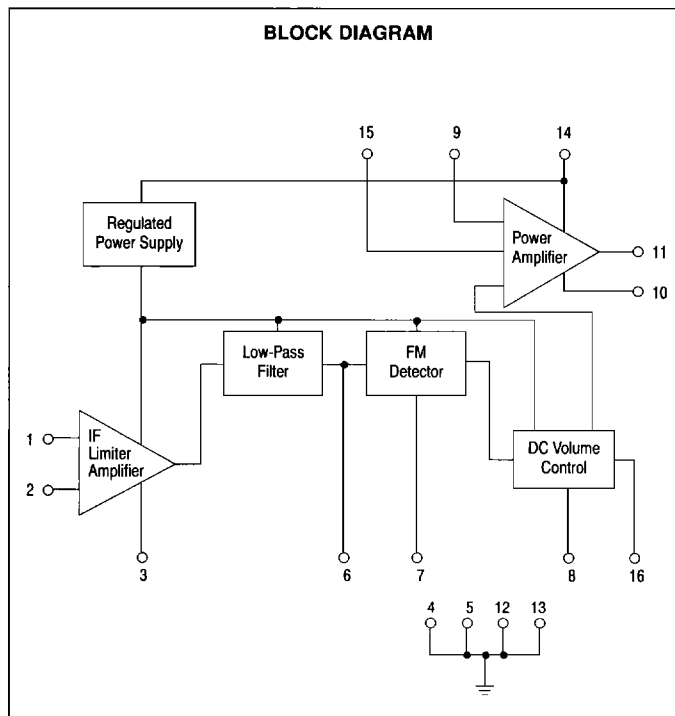 BLOCK DIAGRAM
15 9 14
Regulated
Power Supply
Power
Amplifier
11
10
Low-Pass
Filter
FM
Detector
1
IF
Limiter
Amplifier
2
DC Volume
Control
3 6 7 8 16
4 5 12 13